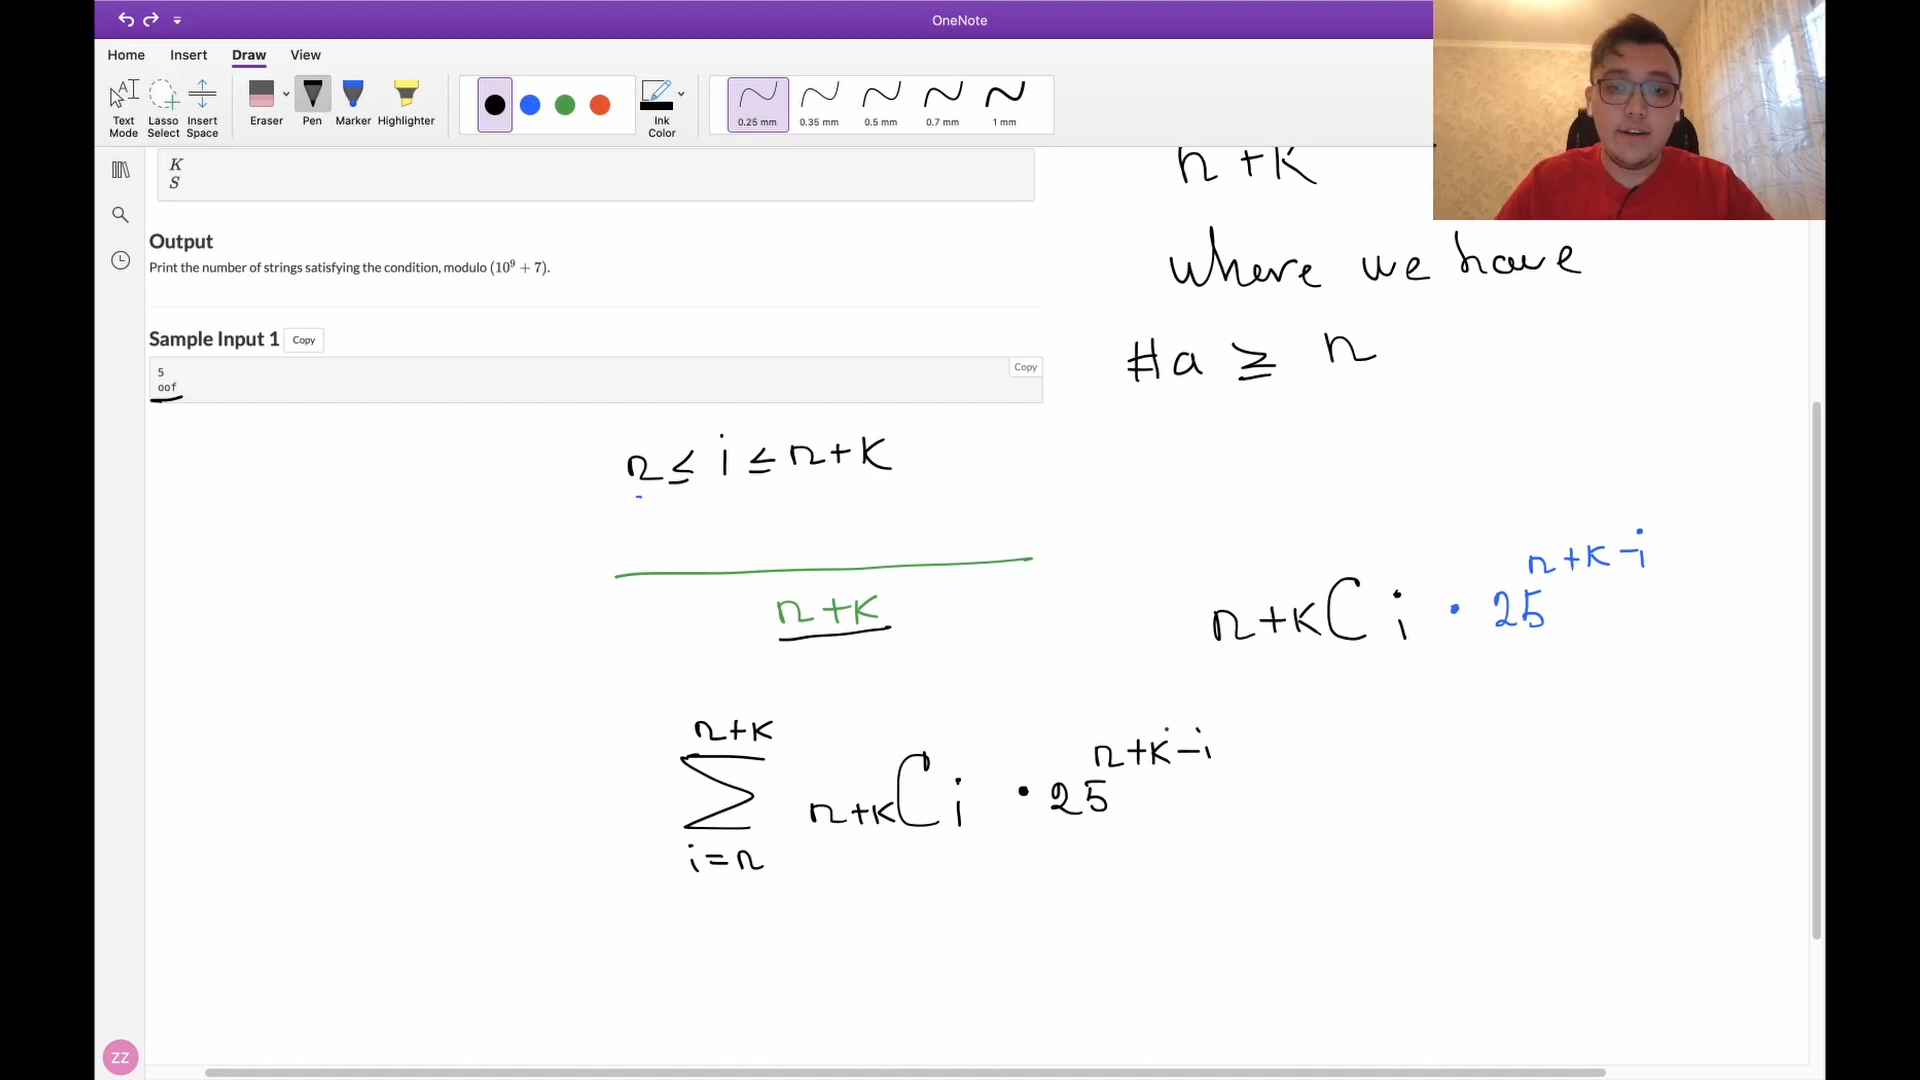 OneNote
Home Insert Draw View
Text Mode
Lasso Select
Insert Space
Eraser
Pen
Marker
Highlighter
Ink Color
0.25 mm
0.35 mm
0.5 mm
0.7 mm
1 mm
K
S
Output
Print the number of strings satisfying the condition, modulo (10⁹ + 7).
Sample Input 1 Copy
Copy
5
oof
n+K
where we have
#a ≥ n
n ≤ i ≤ n+K
n+K
n+K C i · 25^(n+K-i)
n+K
∑ n+K C i · 25^(n+K-i)
i=n
ZZ